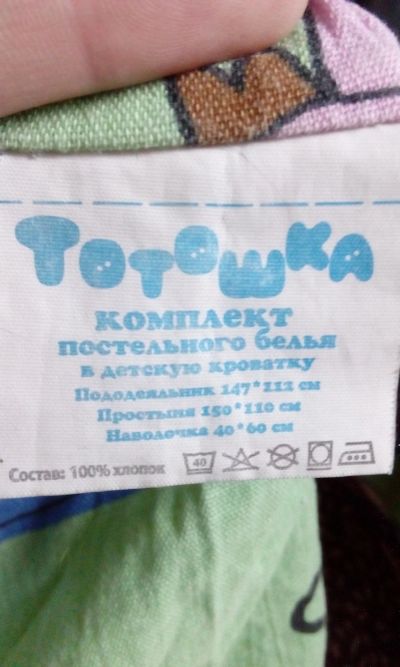 Тотошка
комплект
постельного белья
в детскую кроватку
Пододеяльник 147*112 см
Простыня 150*110 см
Наволочка 40*60 см
Состав: 100% хлопок 40